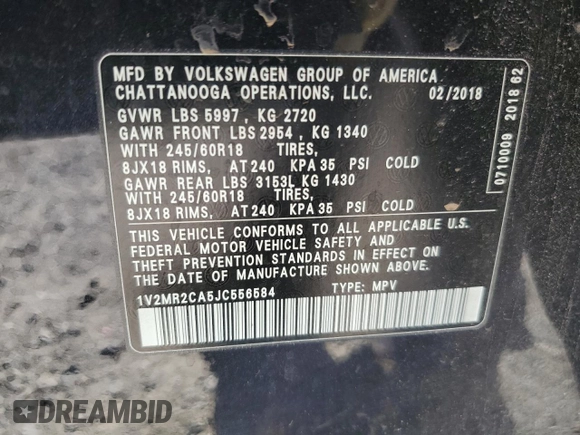 MFD BY VOLKSWAGEN GROUP OF AMERICA
CHATTANOOGA OPERATIONS, LLC. 02/2018
GVWR LBS 5997, KG 2720
GAWR FRONT LBS 2954, KG 1340
WITH 245/60R18 TIRES,
8JX18 RIMS, AT 240 KPA 35 PSI COLD
GAWR REAR LBS 3153L KG 1430
WITH 245/60R18 TIRES,
8JX18 RIMS, AT 240 KPA 35 PSI COLD
THIS VEHICLE CONFORMS TO ALL APPLICABLE U.S.
FEDERAL MOTOR VEHICLE SAFETY AND
THEFT PREVENTION STANDARDS IN EFFECT ON
THE DATE OF MANUFACTURE SHOWN ABOVE.
1V2MR2CA5JC556584 TYPE: MPV
0710009 2018 62
DREAMBID